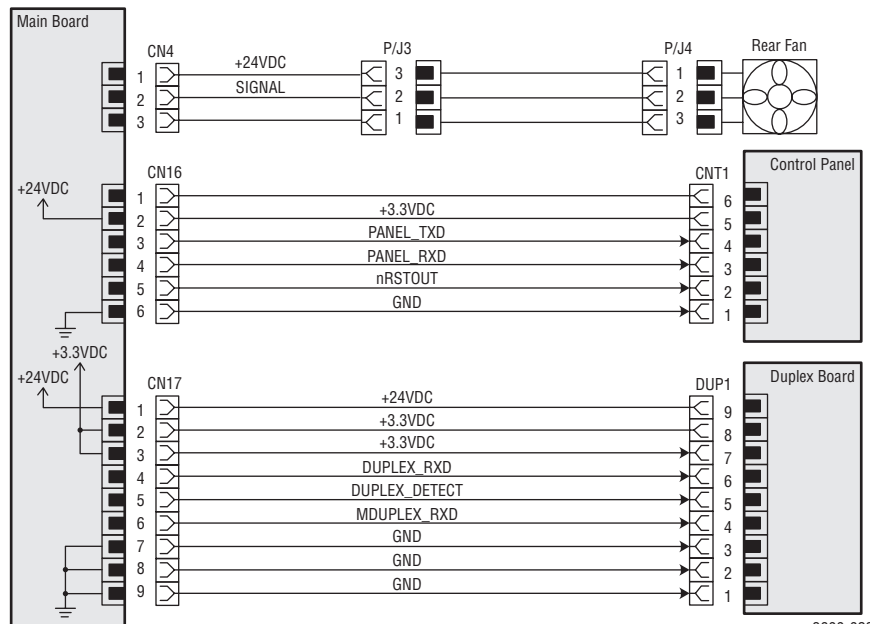 Main Board
CN4 P/J3 P/J4 Rear Fan
1 +24VDC 3 1
2 SIGNAL 2 2
3 1 3
CN16 CNT1 Control Panel
+24VDC
1 6
2 +3.3VDC 5
3 PANEL_TXD 4
4 PANEL_RXD 3
5 nRSTOUT 2
6 GND 1
+3.3VDC
+24VDC
CN17 DUP1 Duplex Board
1 +24VDC 9
2 +3.3VDC 8
3 +3.3VDC 7
4 DUPLEX_RXD 6
5 DUPLEX_DETECT 5
6 MDUPLEX_RXD 4
7 GND 3
8 GND 2
9 GND 1